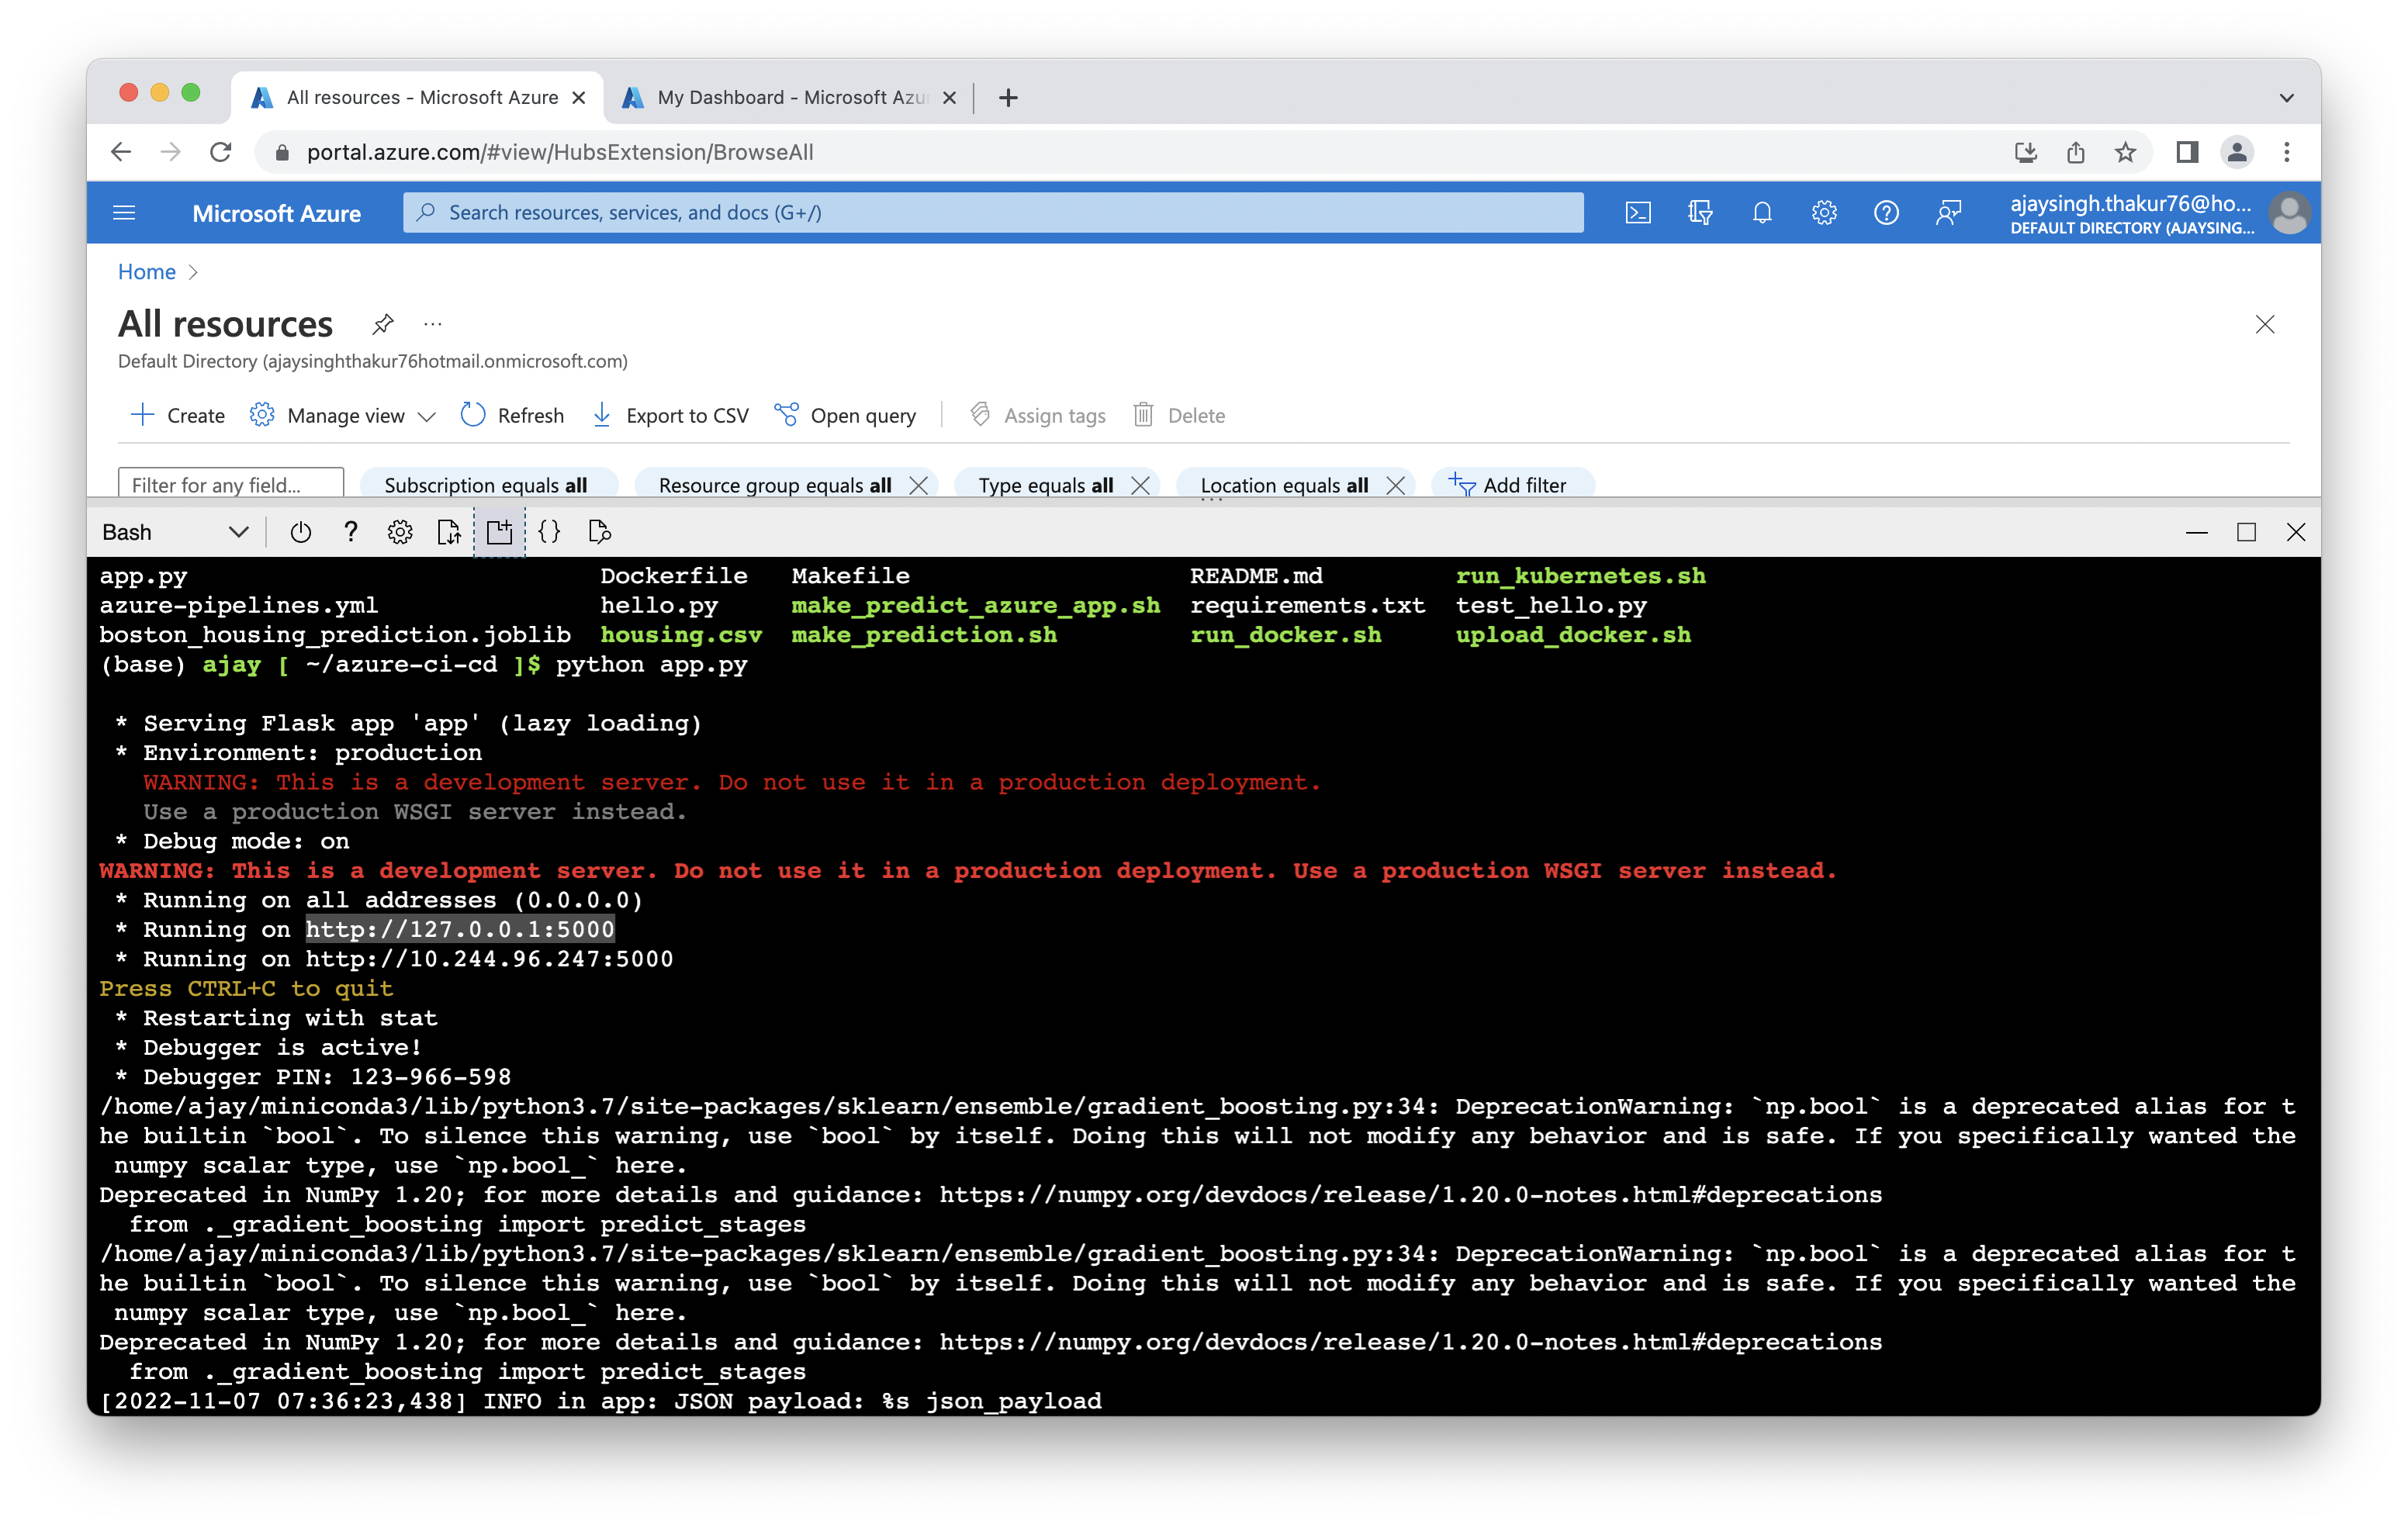 All resources - Microsoft Azure
My Dashboard - Microsoft Azu
portal.azure.com/#view/HubsExtension/BrowseAll
Microsoft Azure
Search resources, services, and docs (G+/)
ajaysingh.thakur76@ho...
DEFAULT DIRECTORY (AJAYSING...
Home
All resources
Default Directory (ajaysinghthakur76hotmail.onmicrosoft.com)
Create Manage view Refresh Export to CSV Open query Assign tags Delete
Filter for any field... Subscription equals all Resource group equals all Type equals all Location equals all Add filter
Bash
app.py Dockerfile Makefile README.md run_kubernetes.sh
azure-pipelines.yml hello.py make_predict_azure_app.sh requirements.txt test_hello.py
boston_housing_prediction.joblib housing.csv make_prediction.sh run_docker.sh upload_docker.sh
(base) ajay [ ~/azure-ci-cd ]$ python app.py
* Serving Flask app 'app' (lazy loading)
* Environment: production
WARNING: This is a development server. Do not use it in a production deployment.
Use a production WSGI server instead.
* Debug mode: on
WARNING: This is a development server. Do not use it in a production deployment. Use a production WSGI server instead.
* Running on all addresses (0.0.0.0)
* Running on http://127.0.0.1:5000
* Running on http://10.244.96.247:5000
Press CTRL+C to quit
* Restarting with stat
* Debugger is active!
* Debugger PIN: 123-966-598
/home/ajay/miniconda3/lib/python3.7/site-packages/sklearn/ensemble/gradient_boosting.py:34: DeprecationWarning: `np.bool` is a deprecated alias for t
he builtin `bool`. To silence this warning, use `bool` by itself. Doing this will not modify any behavior and is safe. If you specifically wanted the
numpy scalar type, use `np.bool_` here.
Deprecated in NumPy 1.20; for more details and guidance: https://numpy.org/devdocs/release/1.20.0-notes.html#deprecations
from ._gradient_boosting import predict_stages
/home/ajay/miniconda3/lib/python3.7/site-packages/sklearn/ensemble/gradient_boosting.py:34: DeprecationWarning: `np.bool` is a deprecated alias for t
he builtin `bool`. To silence this warning, use `bool` by itself. Doing this will not modify any behavior and is safe. If you specifically wanted the
numpy scalar type, use `np.bool_` here.
Deprecated in NumPy 1.20; for more details and guidance: https://numpy.org/devdocs/release/1.20.0-notes.html#deprecations
from ._gradient_boosting import predict_stages
[2022-11-07 07:36:23,438] INFO in app: JSON payload: %s json_payload